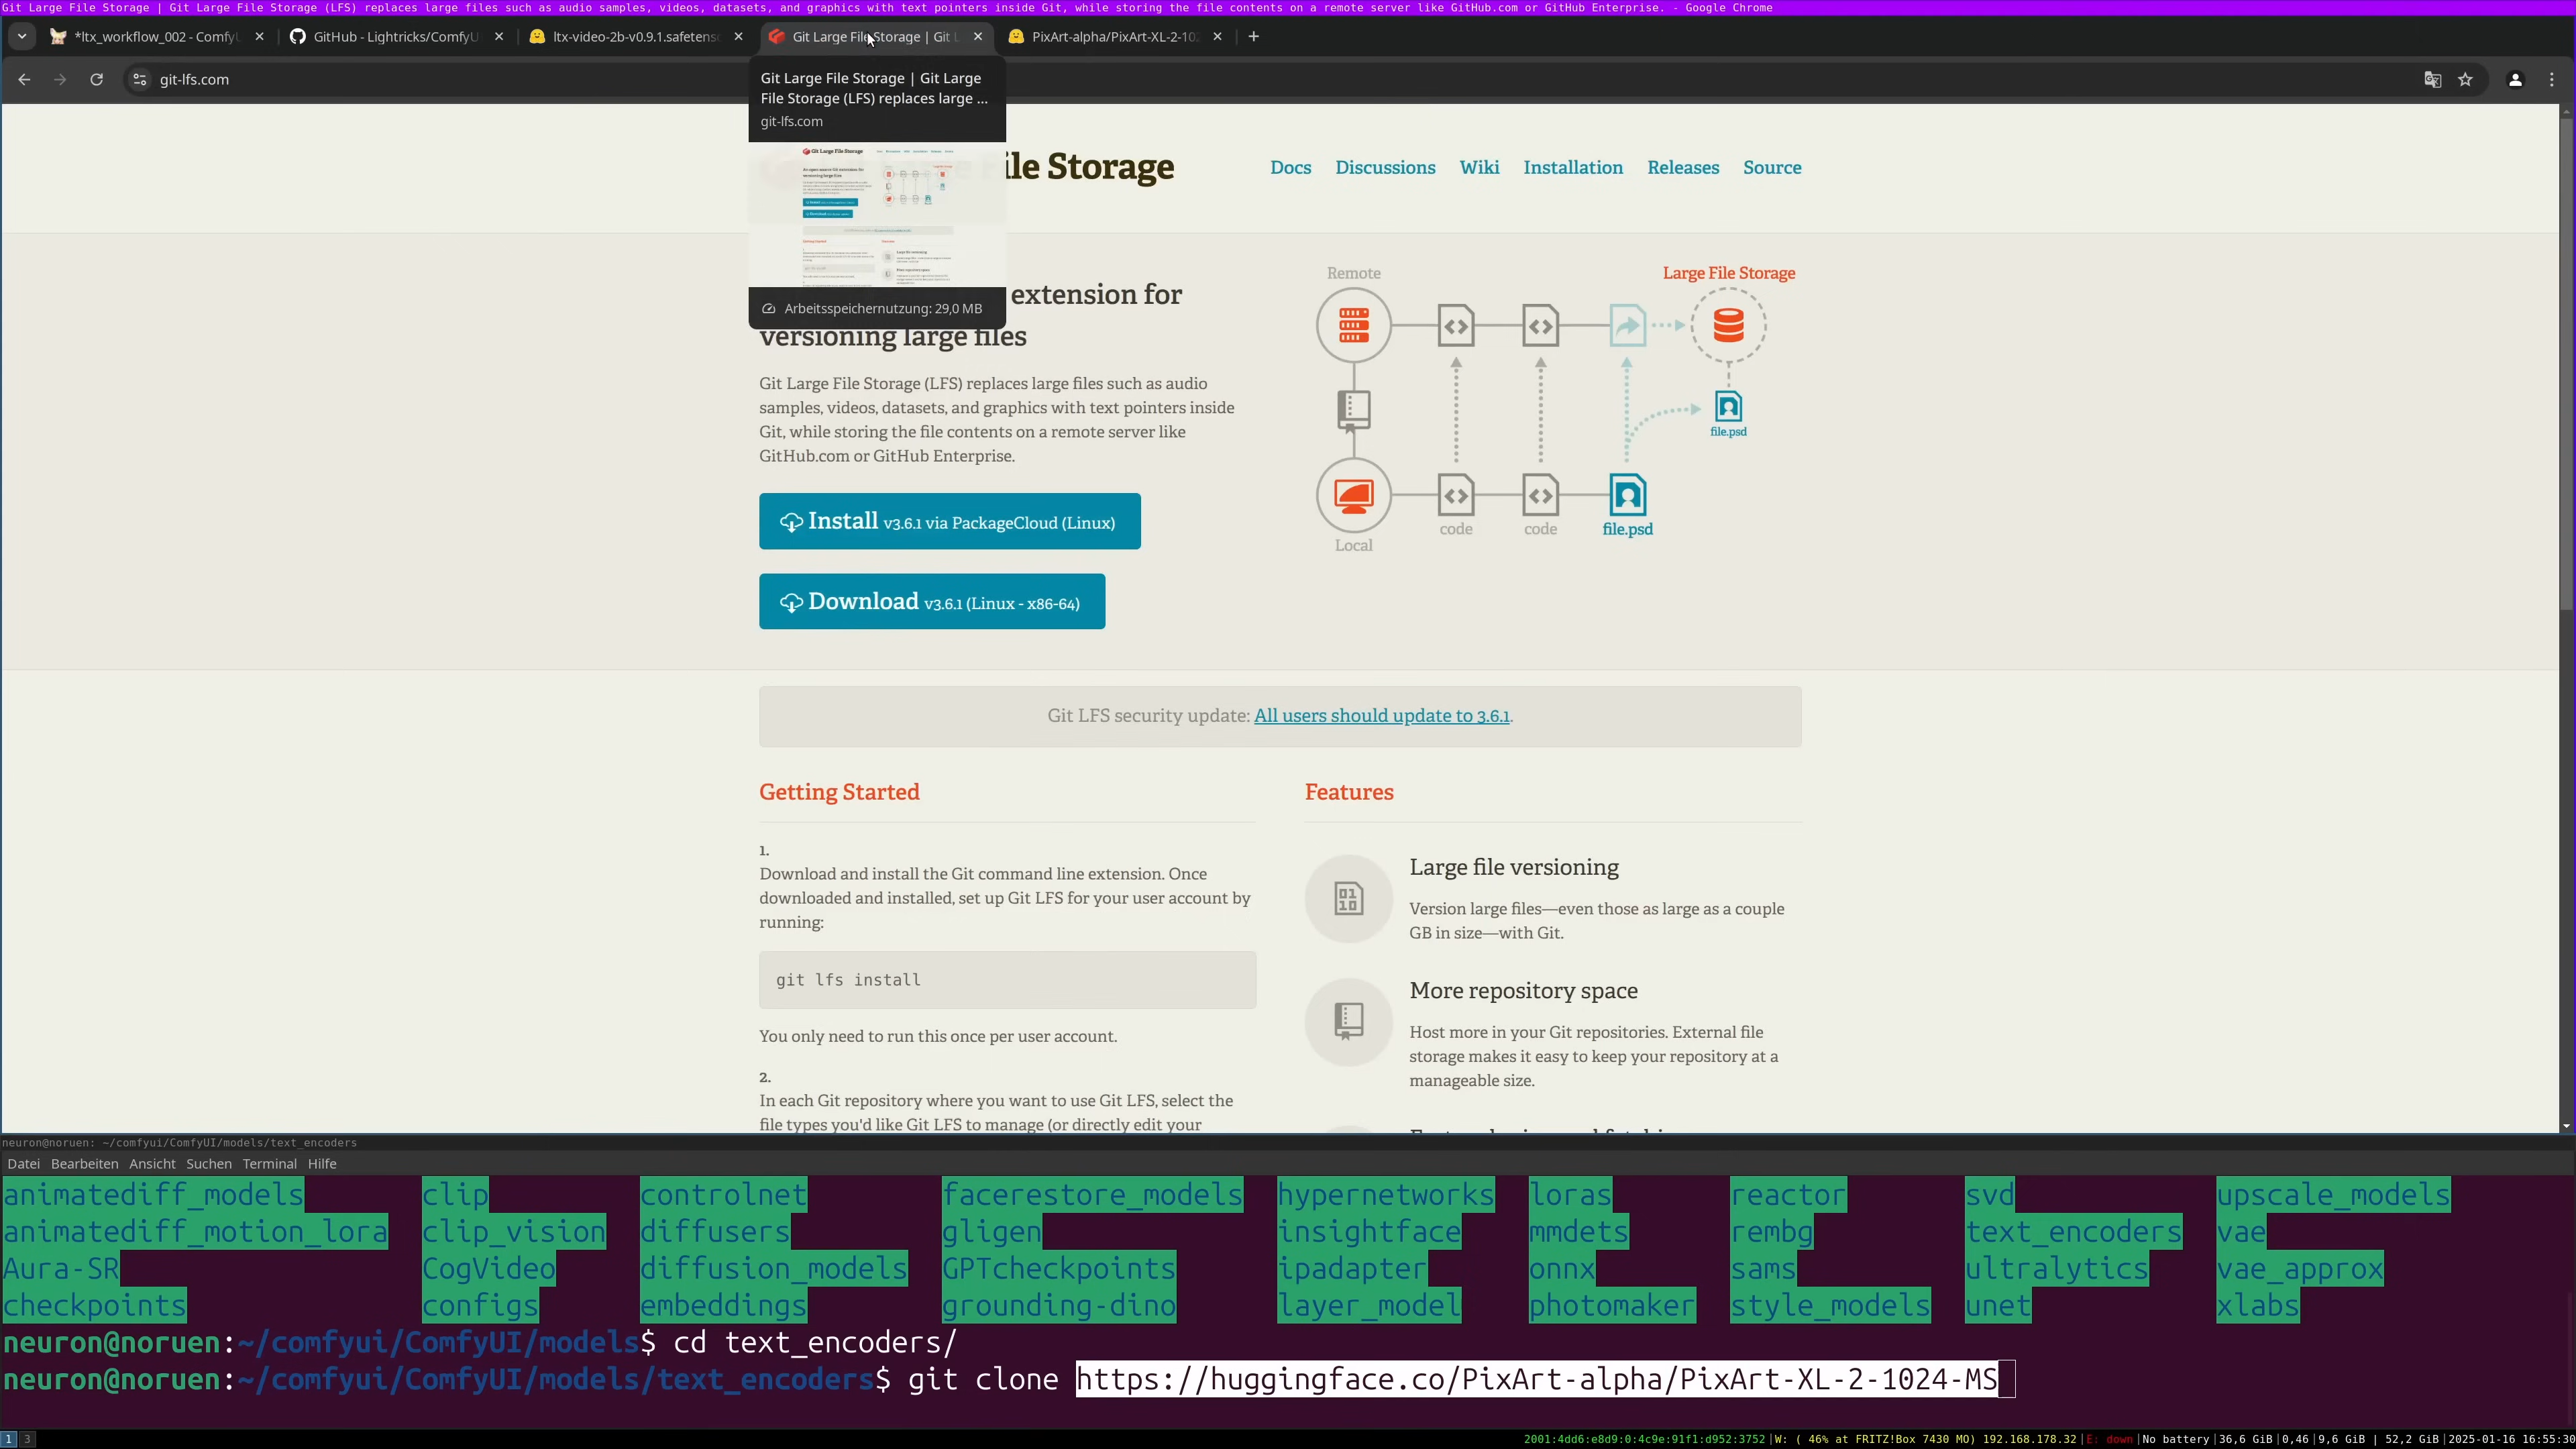 Git Large File Storage | Git Large File Storage (LFS) replaces large files such as audio samples, videos, datasets, and graphics with text pointers inside Git, while storing the file contents on a remote server like GitHub.com or GitHub Enterprise. - Google Chrome
*ltx_workflow_002 - ComfyU
GitHub - Lightricks/ComfyU
ltx-video-2b-v0.9.1.safetens
Git Large File Storage | Git L
PixArt-alpha/PixArt-XL-2-102
git-lfs.com
Git Large File Storage | Git Large
File Storage (LFS) replaces large ...
git-lfs.com
Arbeitsspeichernutzung: 29,0 MB
ile Storage
Docs Discussions Wiki Installation Releases Source
extension for
versioning large files
Git Large File Storage (LFS) replaces large files such as audio
samples, videos, datasets, and graphics with text pointers inside
Git, while storing the file contents on a remote server like
GitHub.com or GitHub Enterprise.
Install v3.6.1 via PackageCloud (Linux)
Download v3.6.1 (Linux - x86-64)
Remote
Large File Storage
file.psd
code
code
file.psd
Local
Git LFS security update: All users should update to 3.6.1.
Getting Started
1.
Download and install the Git command line extension. Once
downloaded and installed, set up Git LFS for your user account by
running:
git lfs install
You only need to run this once per user account.
2.
In each Git repository where you want to use Git LFS, select the
file types you'd like Git LFS to manage (or directly edit your
Features
Large file versioning
Version large files—even those as large as a couple
GB in size—with Git.
More repository space
Host more in your Git repositories. External file
storage makes it easy to keep your repository at a
manageable size.
neuron@noruen: ~/comfyui/ComfyUI/models/text_encoders
Datei Bearbeiten Ansicht Suchen Terminal Hilfe
animatediff_models clip controlnet facerestore_models hypernetworks loras reactor svd upscale_models
animatediff_motion_lora clip_vision diffusers gligen insightface mmdets rembg text_encoders vae
Aura-SR CogVideo diffusion_models GPTcheckpoints ipadapter onnx sams ultralytics vae_approx
checkpoints configs embeddings grounding-dino layer_model photomaker style_models unet xlabs
neuron@noruen:~/comfyui/ComfyUI/models$ cd text_encoders/
neuron@noruen:~/comfyui/ComfyUI/models/text_encoders$ git clone https://huggingface.co/PixArt-alpha/PixArt-XL-2-1024-MS
1 3
2001:4dd6:e8d9:0:4c9e:91f1:d952:3752|W: ( 46% at FRITZ!Box 7430 MO) 192.168.178.32|E: down|No battery|36,6 GiB|0,46|9,6 GiB | 52,2 GiB|2025-01-16 16:55:30